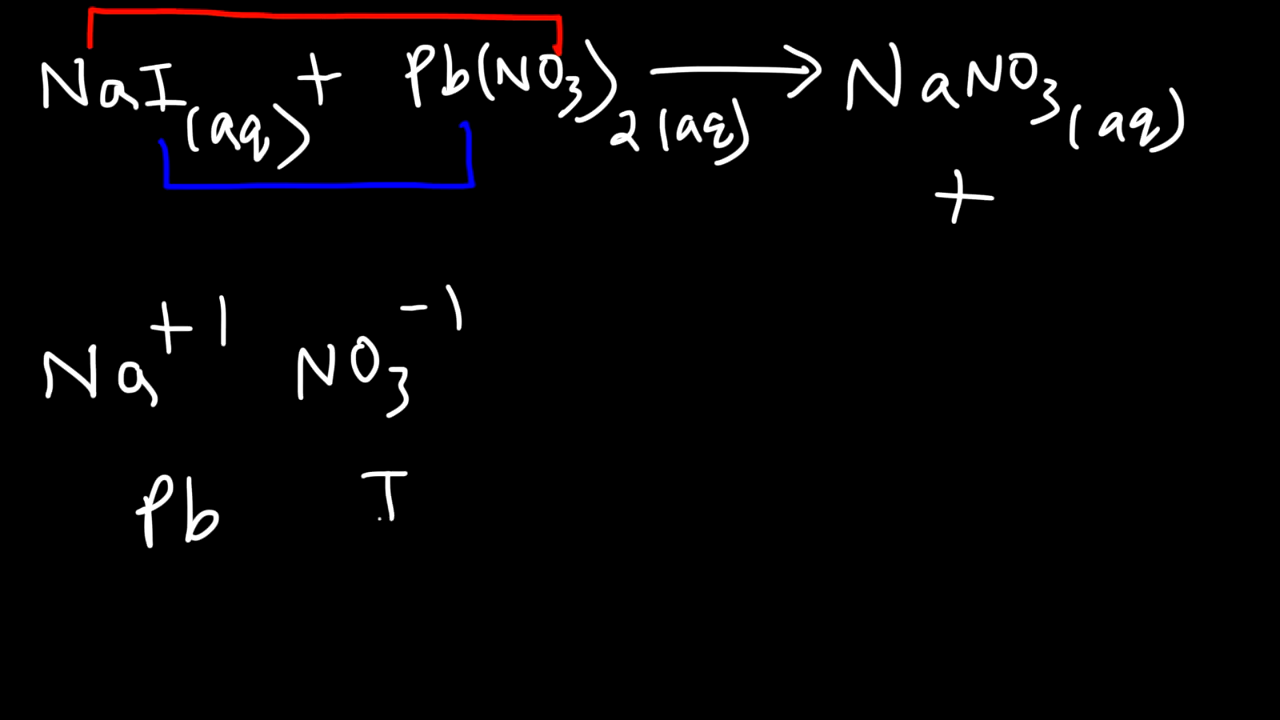 NaI(aq) + Pb(NO3)2(aq) → NaNO3(aq)
+
Na+1 NO3-1
Pb I